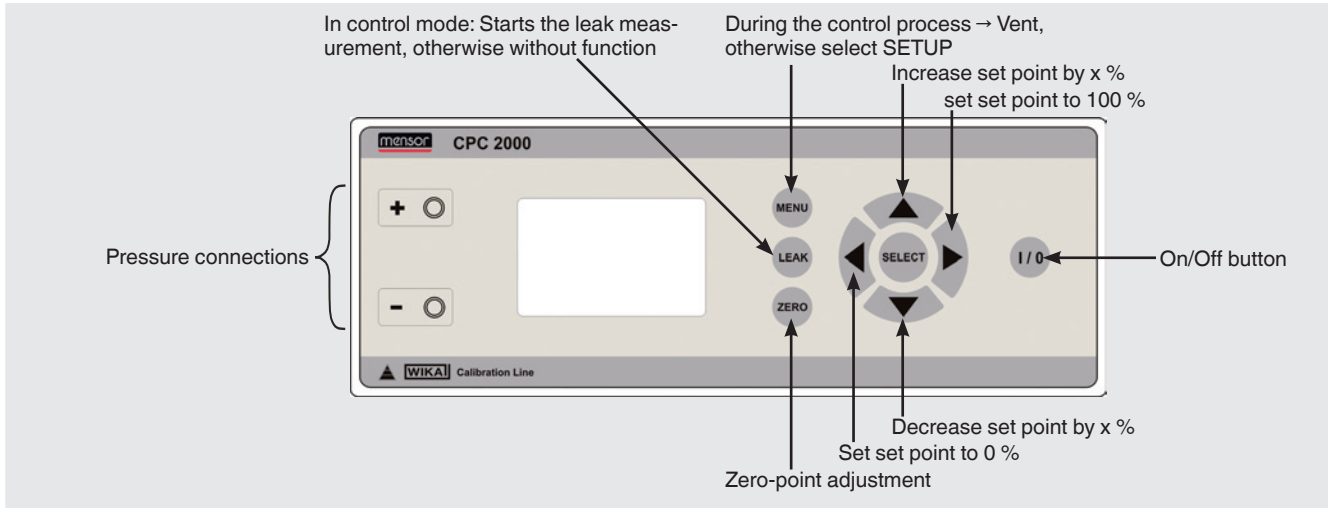 In control mode: Starts the leak meas-
urement, otherwise without function
During the control process → Vent,
otherwise select SETUP
Increase set point by x %
set set point to 100 %
mensor CPC 2000
+
MENU
Pressure connections
LEAK
SELECT
I / 0
On/Off button
-
ZERO
WIKA Calibration Line
Decrease set point by x %
Set set point to 0 %
Zero-point adjustment